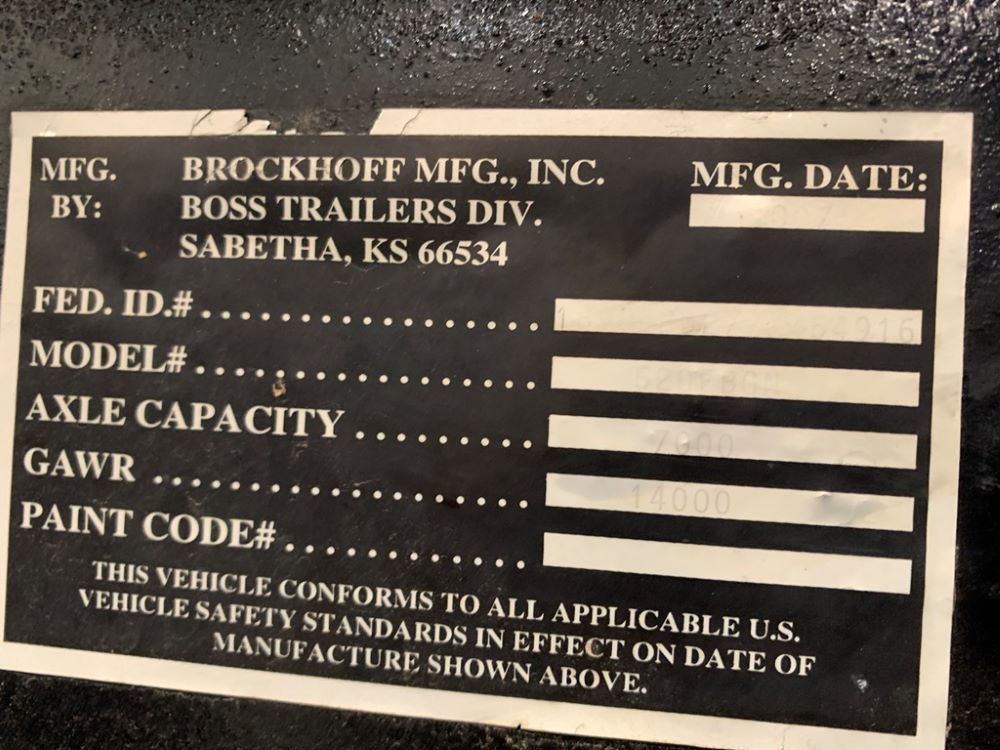 MFG. BROCKHOFF MFG., INC. MFG. DATE:
BY: BOSS TRAILERS DIV.
SABETHA, KS 66534
FED. ID.#
MODEL#
AXLE CAPACITY 7000
GAWR 14000
PAINT CODE#
THIS VEHICLE CONFORMS TO ALL APPLICABLE U.S.
VEHICLE SAFETY STANDARDS IN EFFECT ON DATE OF
MANUFACTURE SHOWN ABOVE.